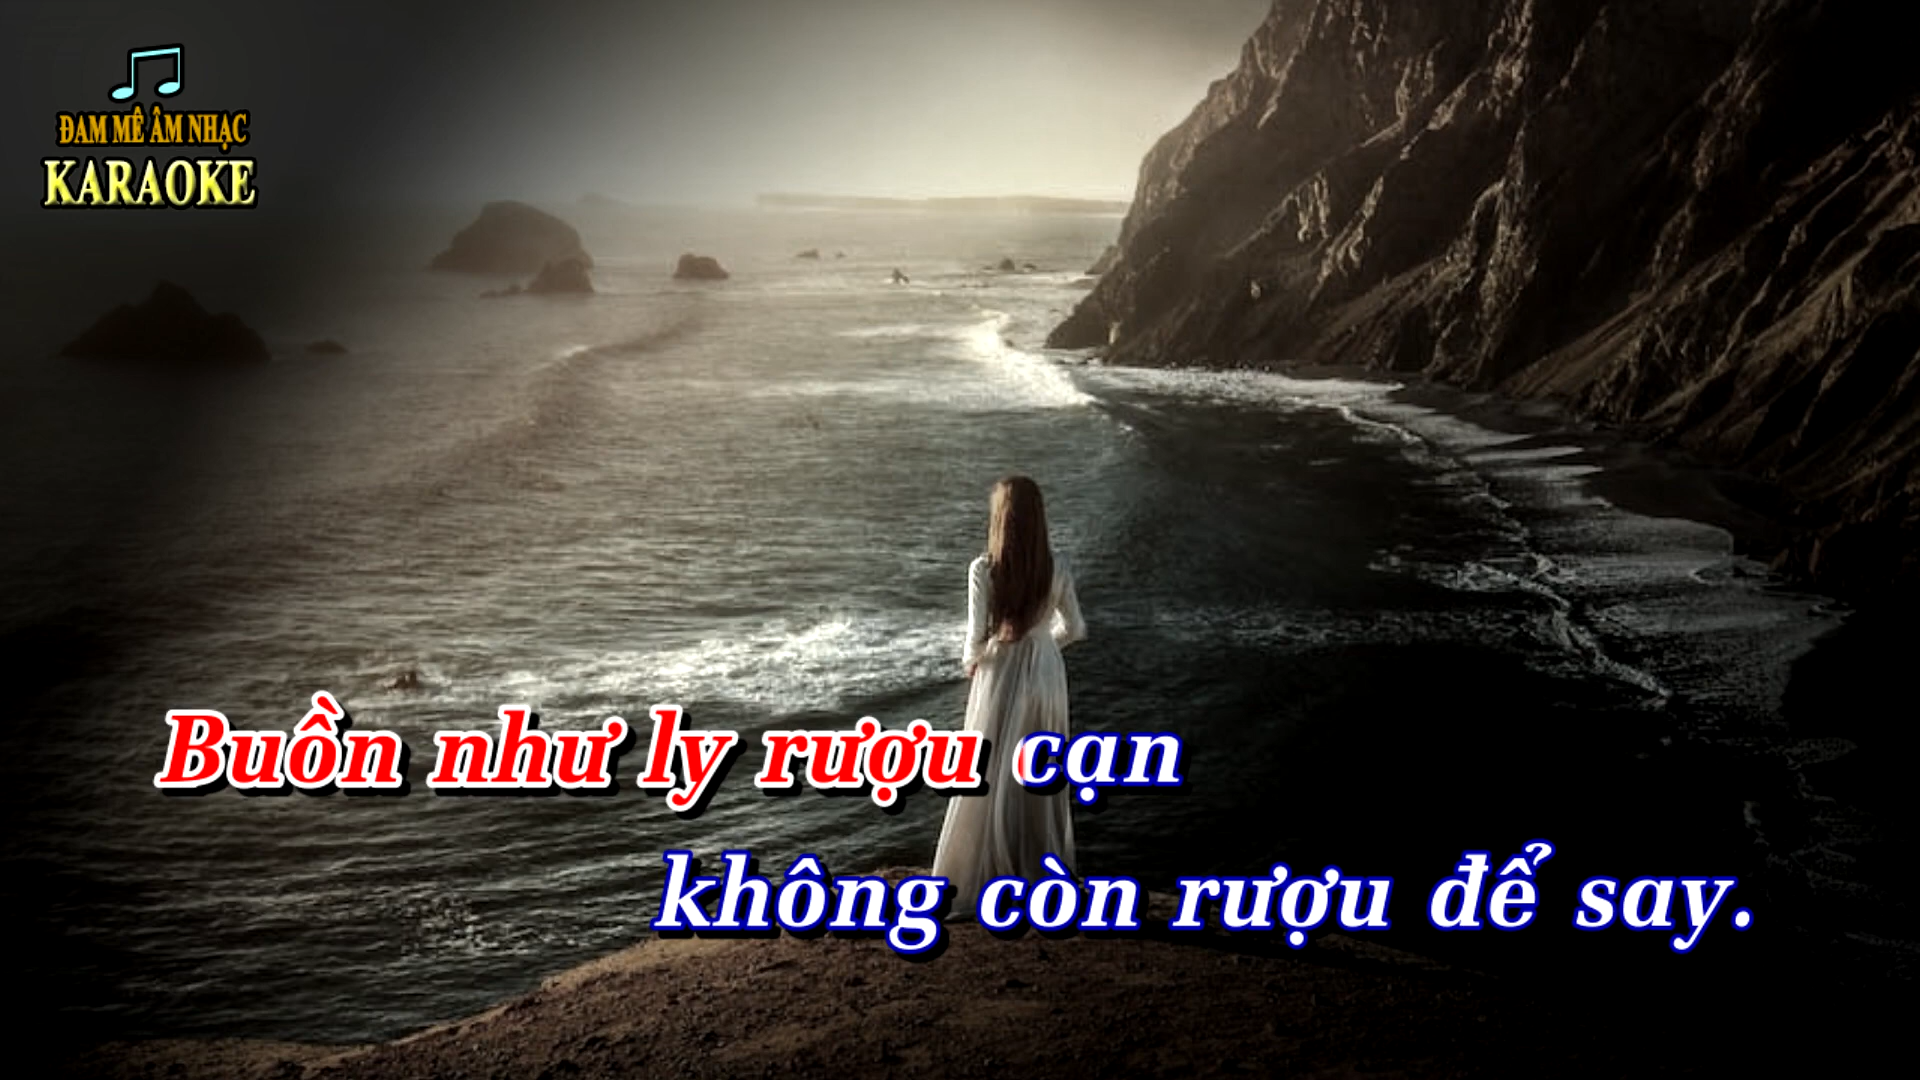 ĐAM MÊ ÂM NHẠC
KARAOKE
Buồn như ly rượu cạn
không còn rượu để say.